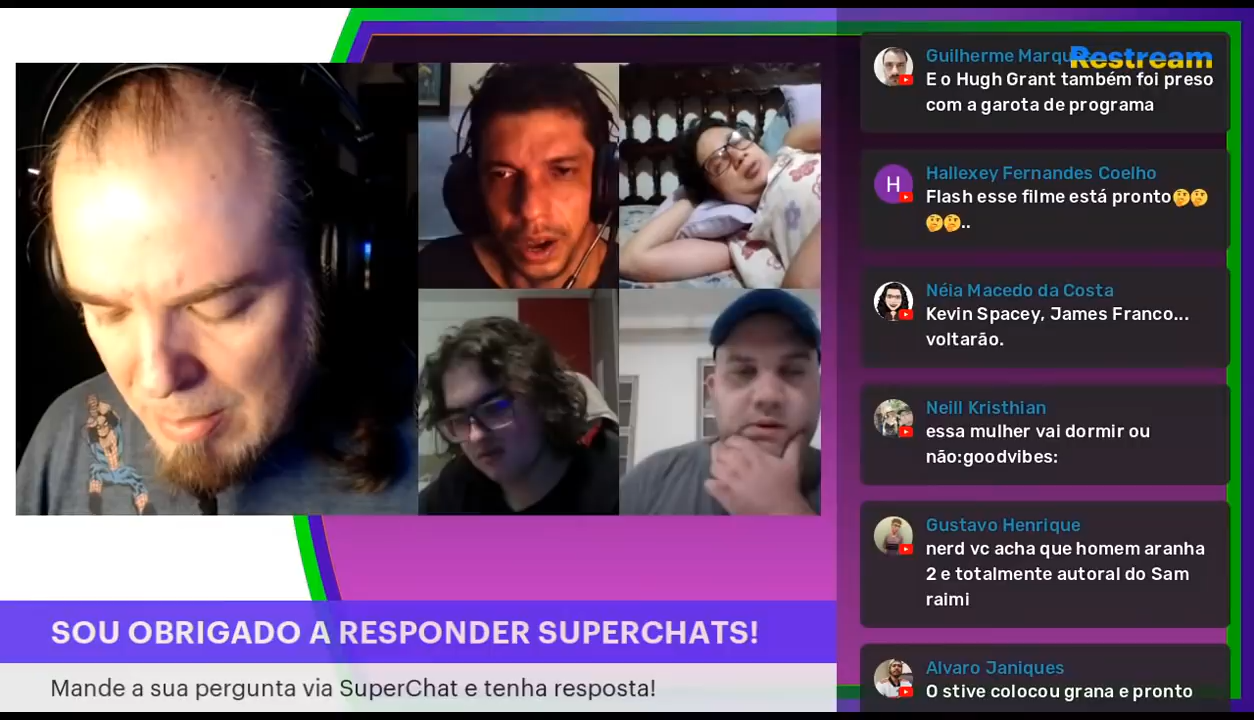 Guilherme Marqu
Restream
E o Hugh Grant também foi preso
com a garota de programa
H
Hallexey Fernandes Coelho
Flash esse filme está pronto🤔🤔
🤔🤔..
Néia Macedo da Costa
Kevin Spacey, James Franco...
voltarão.
Neill Kristhian
essa mulher vai dormir ou
não:goodvibes:
Gustavo Henrique
nerd vc acha que homem aranha
2 e totalmente autoral do Sam
raimi
Alvaro Janiques
O stive colocou grana e pronto
SOU OBRIGADO A RESPONDER SUPERCHATS!
Mande a sua pergunta via SuperChat e tenha resposta!